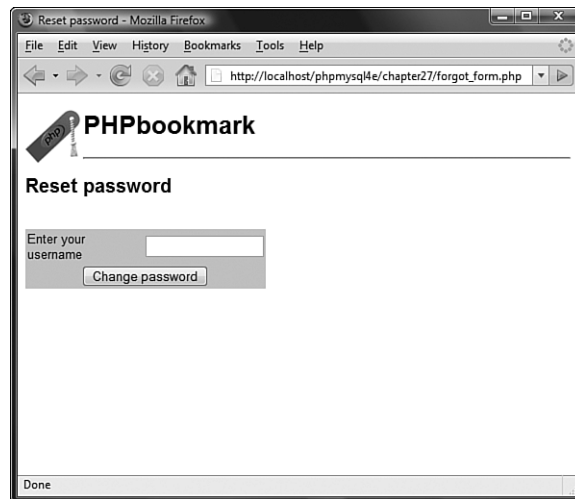 Reset password - Mozilla Firefox
File Edit View History Bookmarks Tools Help
http://localhost/phpmysql4e/chapter27/forgot_form.php
php
PHPbookmark
Reset password
Enter your
username
Change password
Done